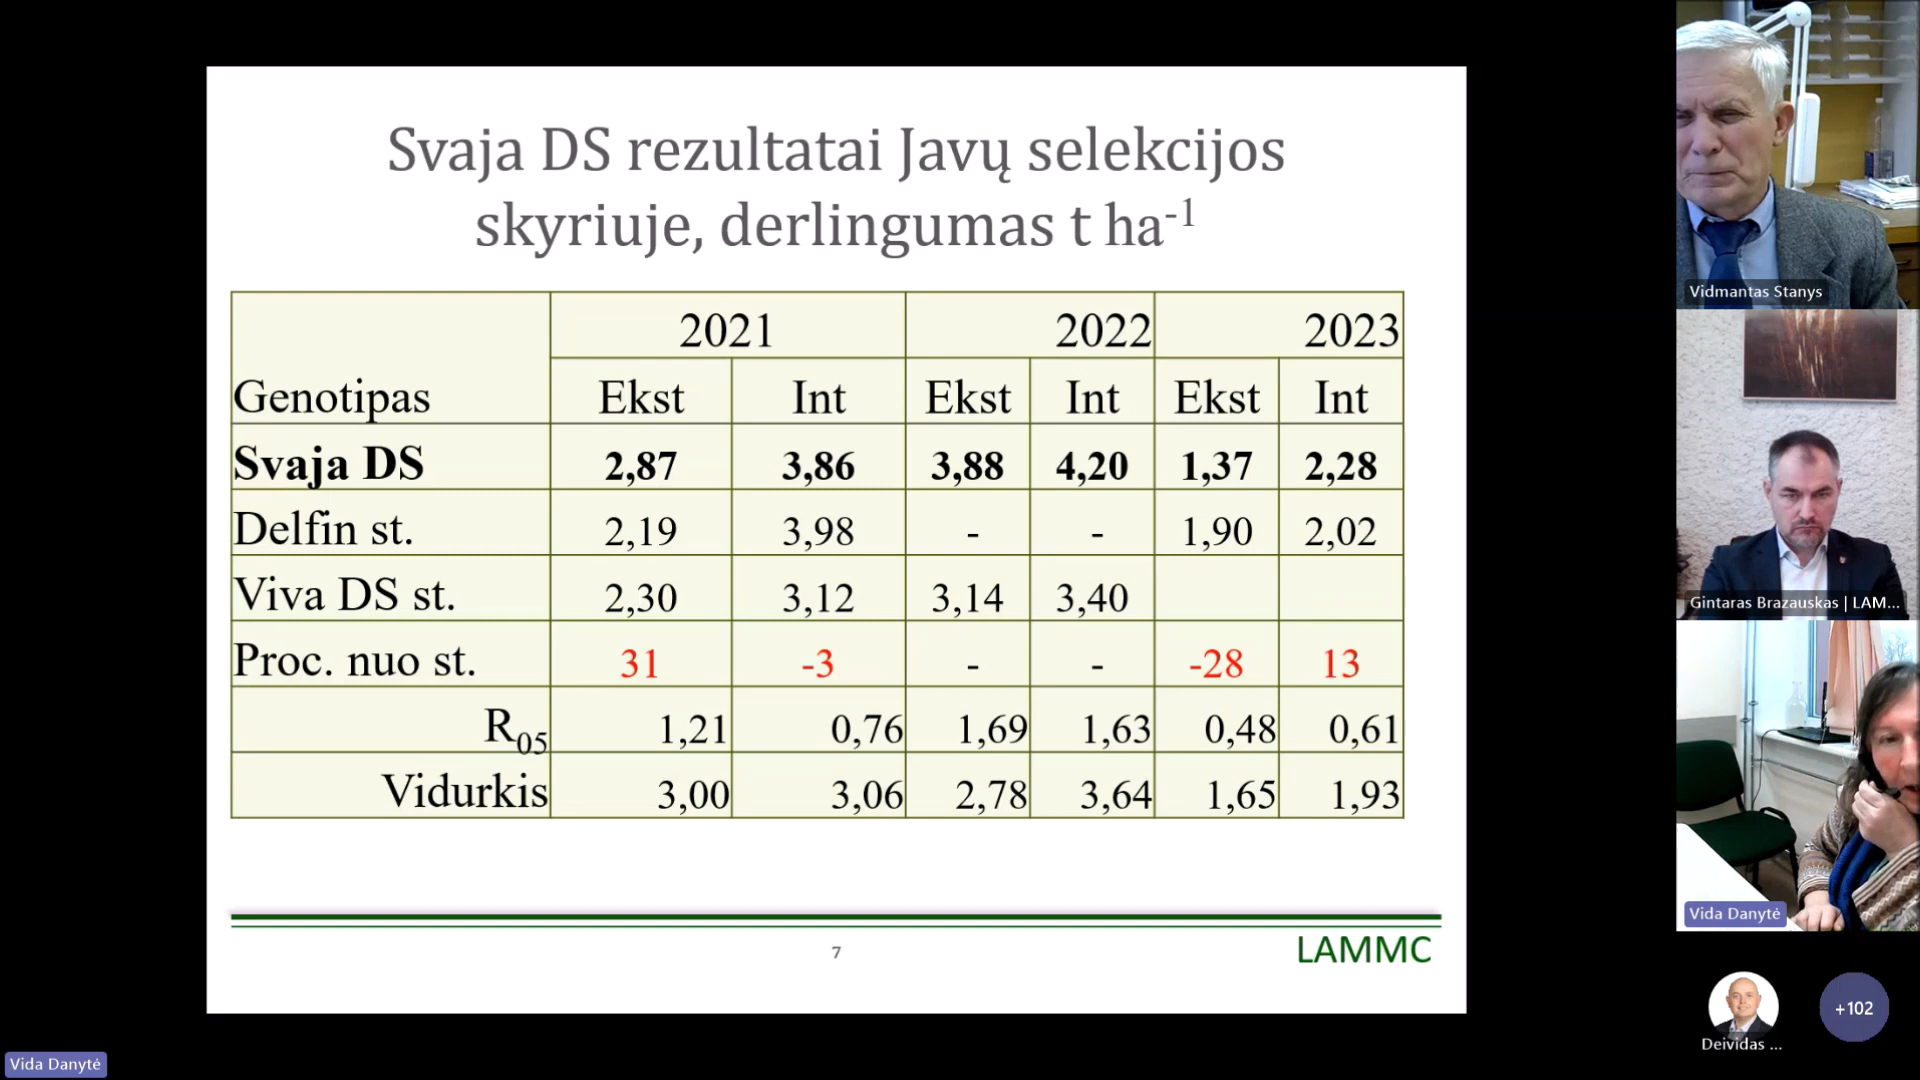 Svaja DS rezultatai Javų selekcijos
skyriuje, derlingumas t ha⁻¹
Genotipas 2021 2022 2023
Ekst Int Ekst Int Ekst Int
Svaja DS 2,87 3,86 3,88 4,20 1,37 2,28
Delfin st. 2,19 3,98 - - 1,90 2,02
Viva DS st. 2,30 3,12 3,14 3,40
Proc. nuo st. 31 -3 - - -28 13
R₀₅ 1,21 0,76 1,69 1,63 0,48 0,61
Vidurkis 3,00 3,06 2,78 3,64 1,65 1,93
7
LAMMC
Vidmantas Stanys
Gintaras Brazauskas | LAM...
Vida Danytė
Deividas ...
+102
Vida Danytė